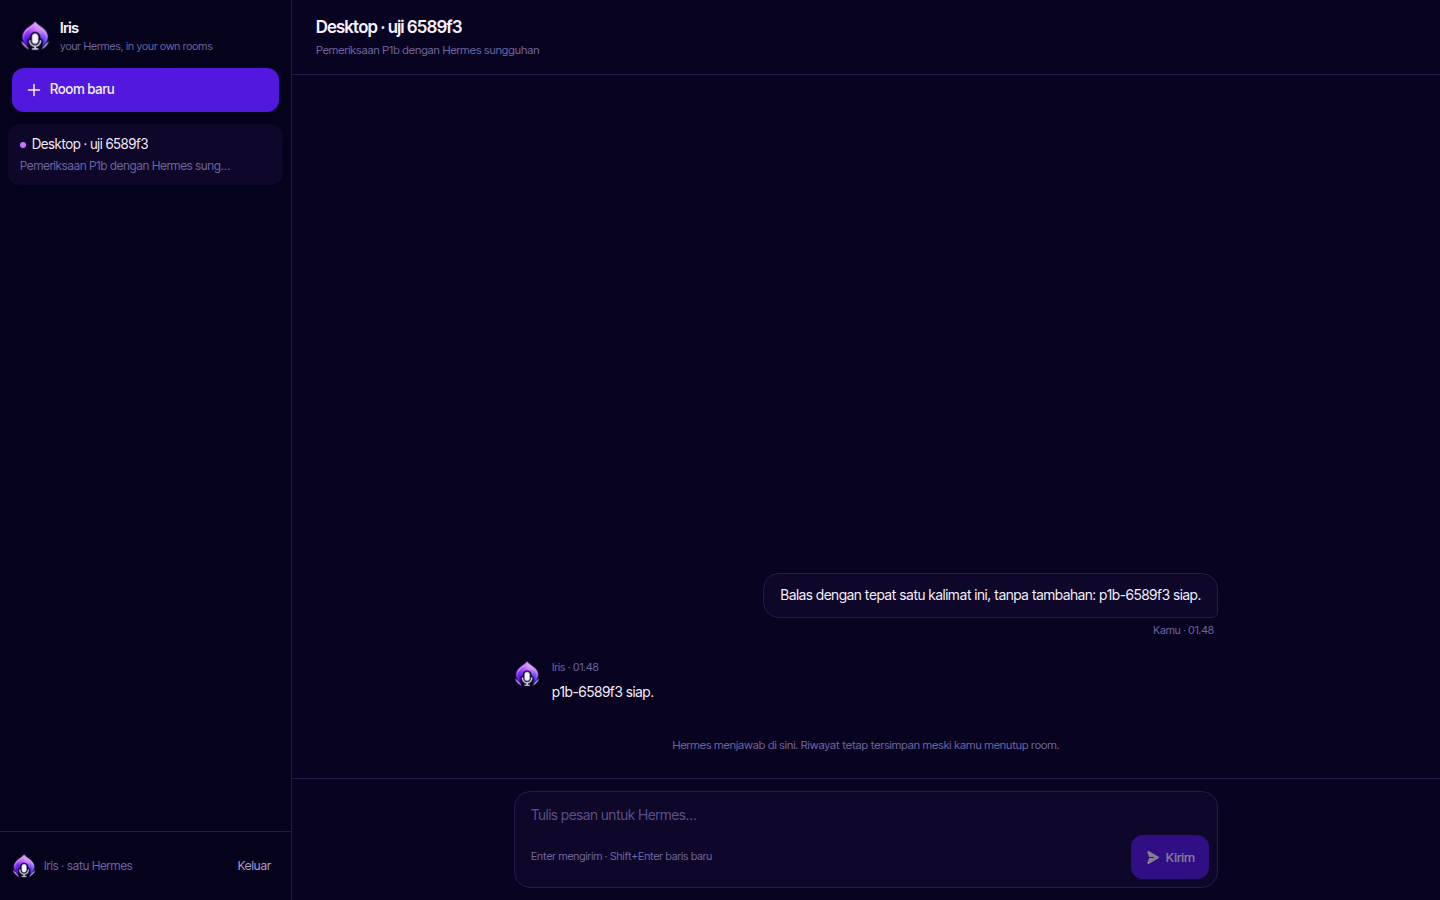 Iris
your Hermes, in your own rooms
Room baru
Desktop · uji 6589f3
Pemeriksaan P1b dengan Hermes sung...
Iris · satu Hermes
Keluar
Desktop · uji 6589f3
Pemeriksaan P1b dengan Hermes sungguhan
Balas dengan tepat satu kalimat ini, tanpa tambahan: p1b-6589f3 siap.
Kamu · 01.48
Iris · 01.48
p1b-6589f3 siap.
Hermes menjawab di sini. Riwayat tetap tersimpan meski kamu menutup room.
Tulis pesan untuk Hermes...
Enter mengirim · Shift+Enter baris baru
Kirim